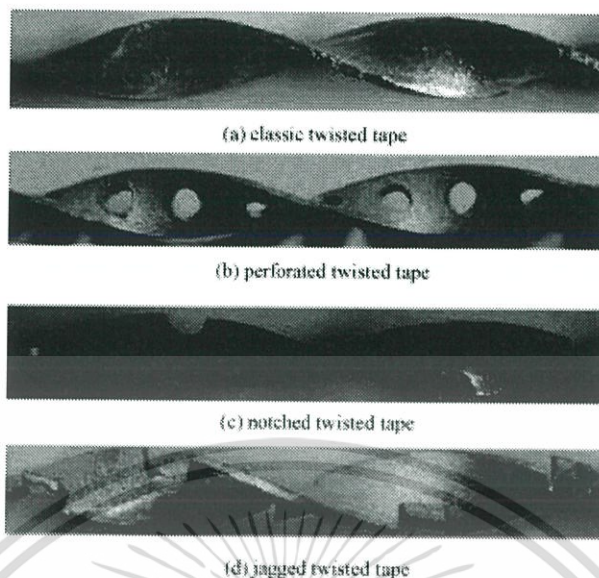 (a) classic twisted tape
(b) perforated twisted tape
(c) notched twisted tape
(d) jagged twisted tape